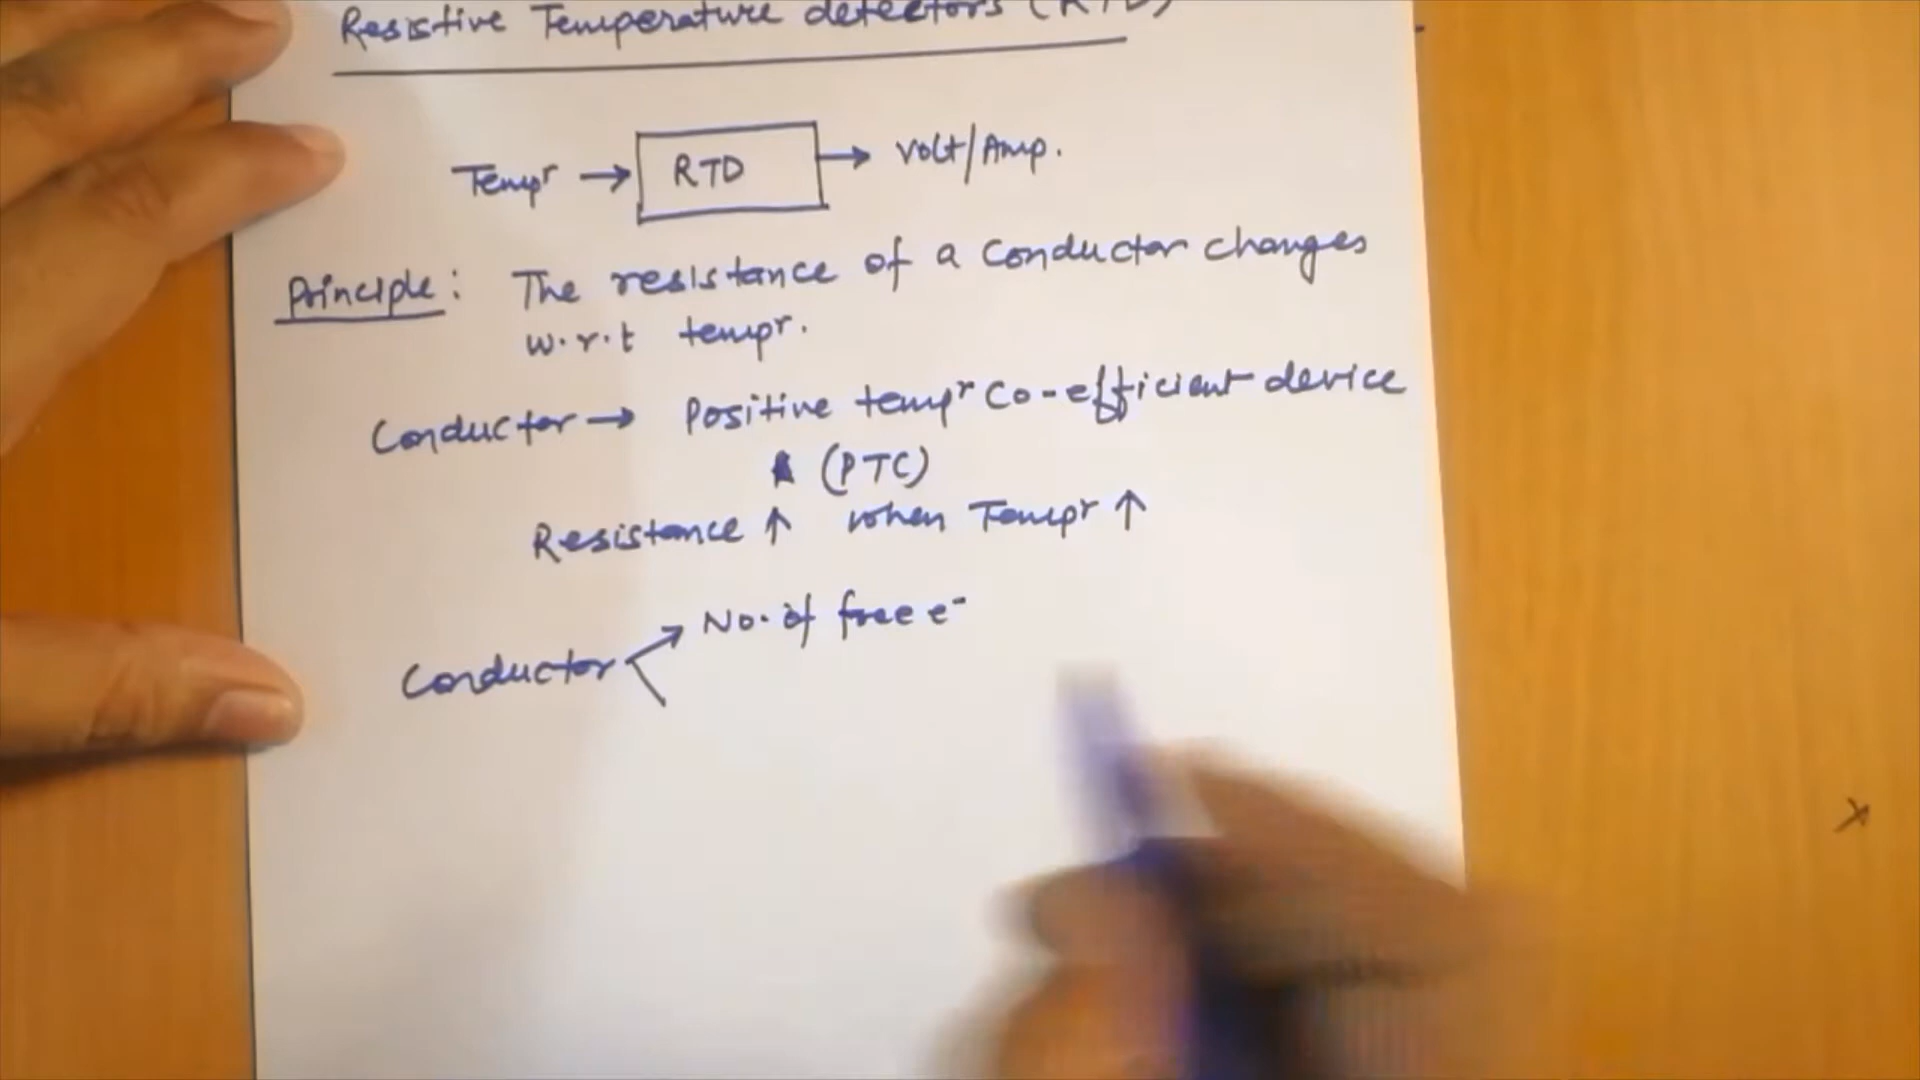 Resistive Temperature detectors (RTD)
Tempr → RTD → Volt/Amp.
Principle: The resistance of a Conductor changes
w.r.t tempr.
Conductor → Positive tempr Co-efficient device
(PTC)
Resistance ↑ when Tempr ↑
No. of free e-
Conductor